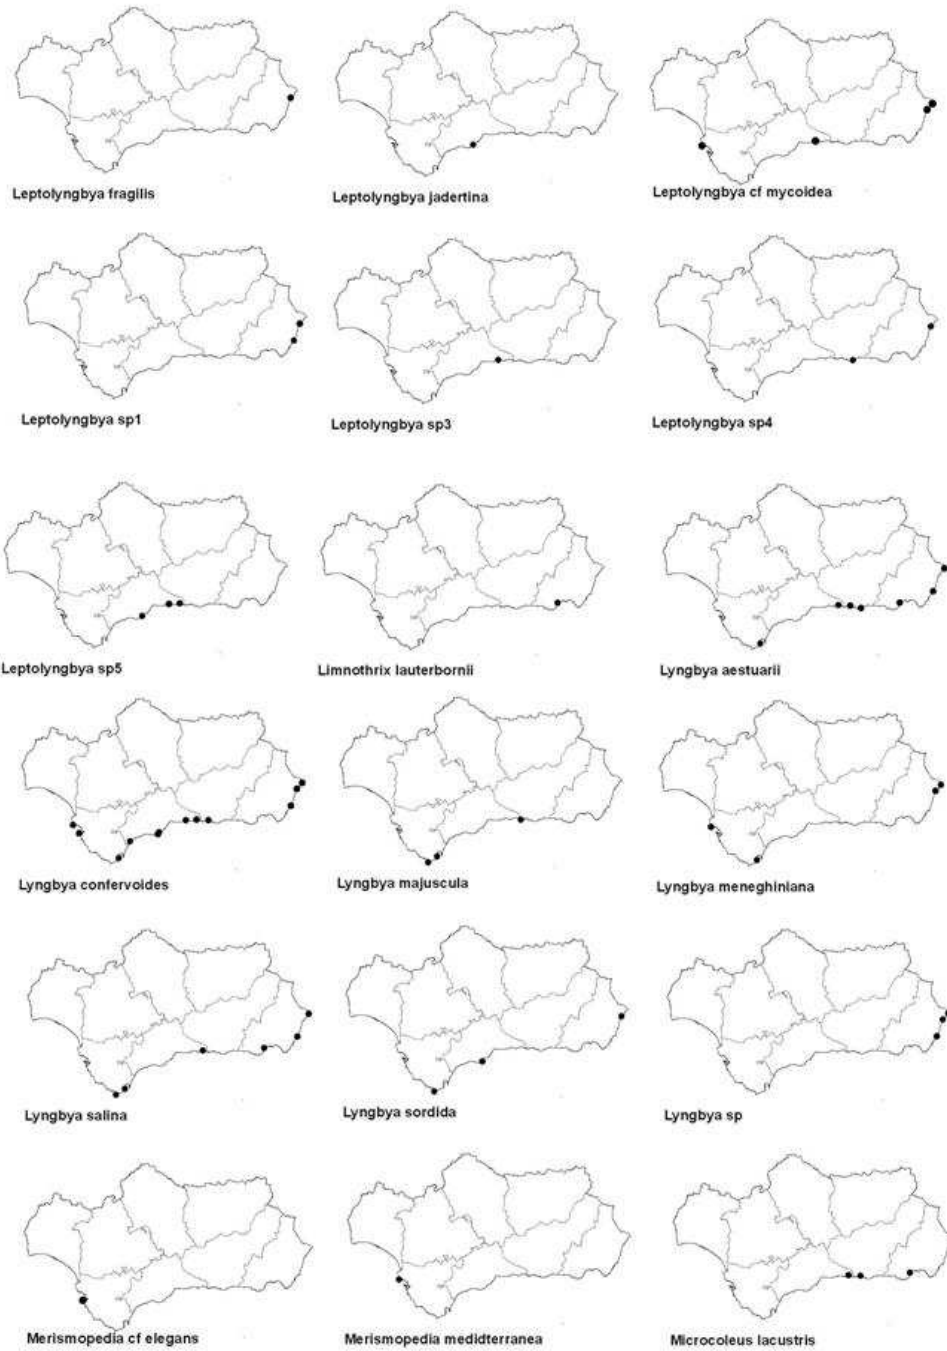 Leptolyngbya fragilis
Leptolyngbya jadertina
Leptolyngbya cf mycoidea
Leptolyngbya sp1
Leptolyngbya sp3
Leptolyngbya sp4
Leptolyngbya sp5
Limnothrix lauterbornii
Lyngbya aestuarii
Lyngbya confervoides
Lyngbya majuscula
Lyngbya meneghiniana
Lyngbya salina
Lyngbya sordida
Lyngbya sp
Merismopedia cf elegans
Merismopedia medidterranea
Microcoleus lacustris